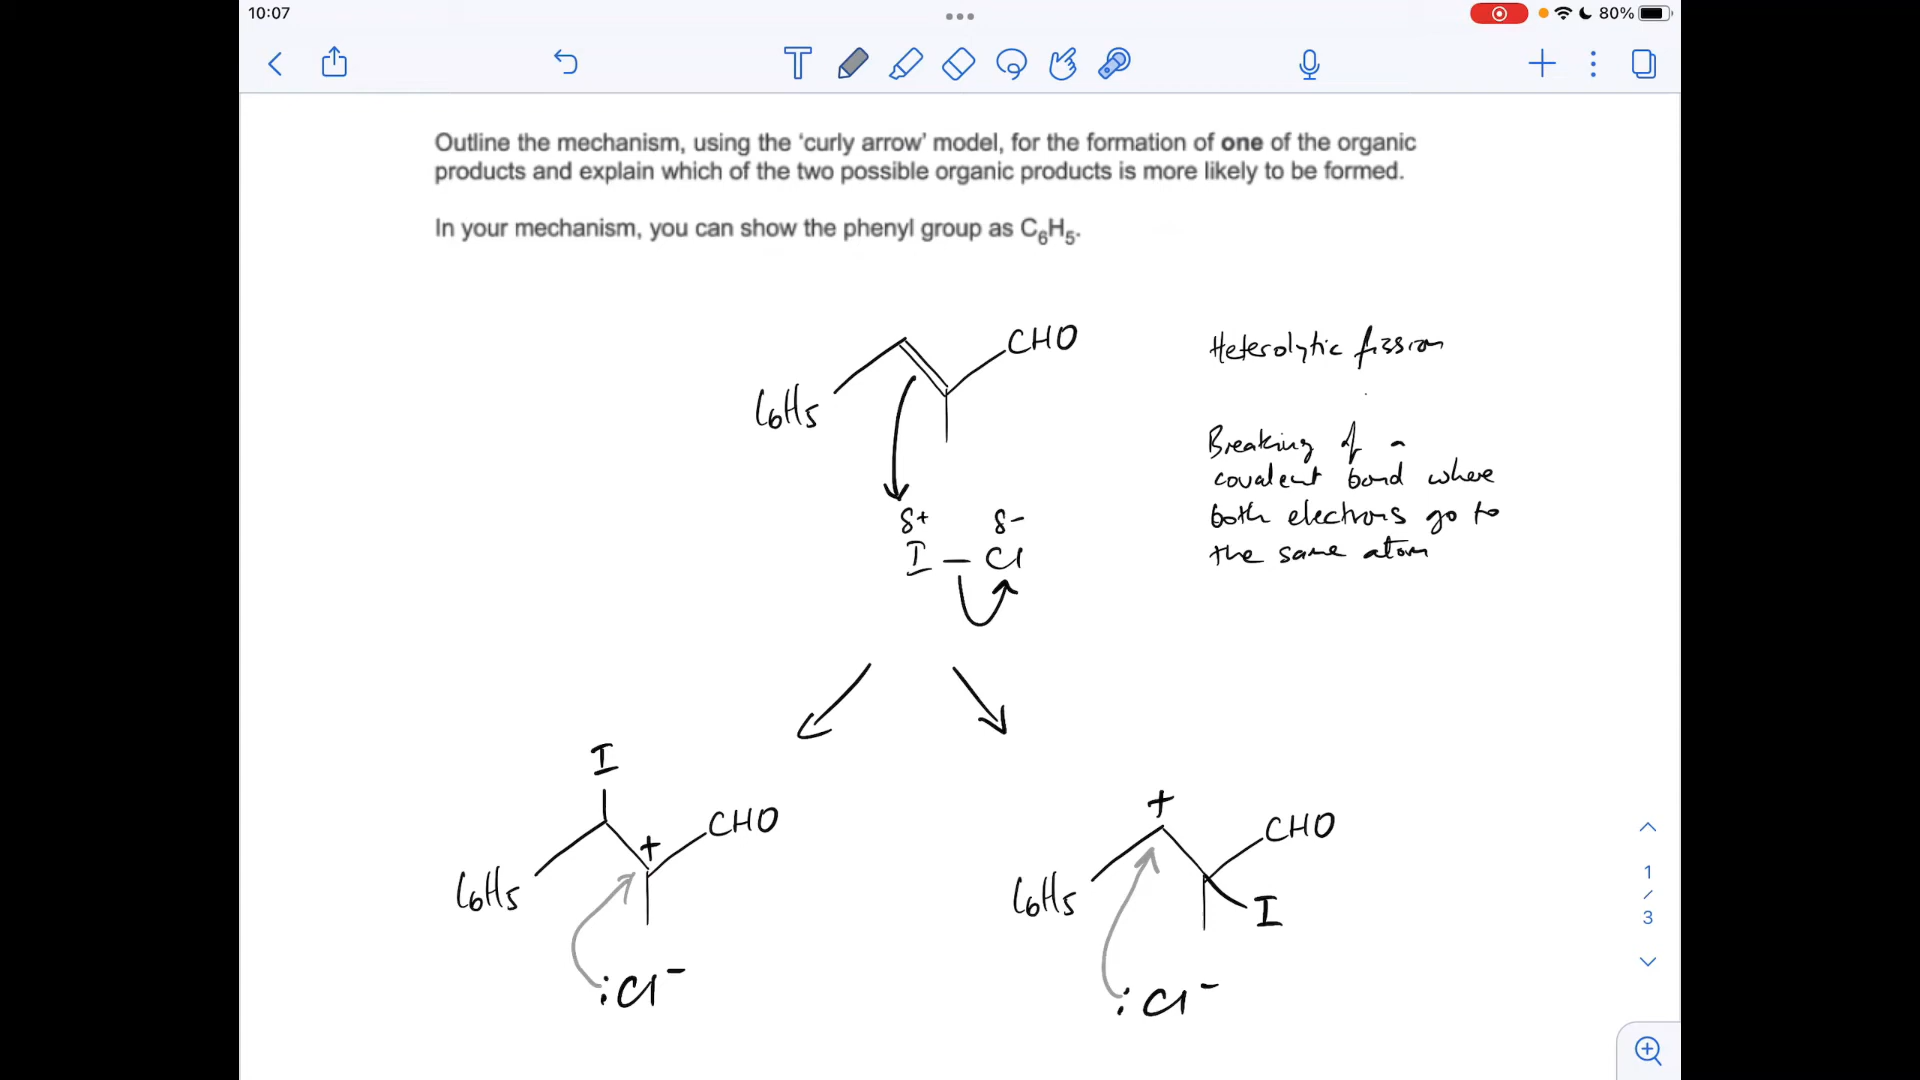 10:07
80%
Outline the mechanism, using the ‘curly arrow’ model, for the formation of one of the organic
products and explain which of the two possible organic products is more likely to be formed.
In your mechanism, you can show the phenyl group as C₆H₅.
CHO
C6H5
Heterolytic fission
Breaking of a
covalent bond where
both electrons go to
the same atom
δ+ δ-
I — Cl
I
+
CHO
C6H5
:Cl⁻
+
CHO
C6H5
I
:Cl⁻
1
/
3